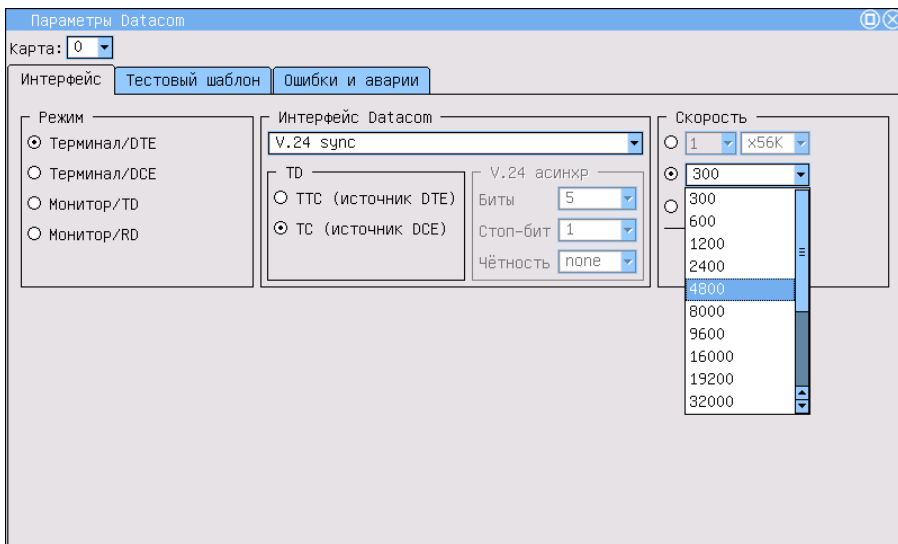 Параметры Datacom
Карта: 0
Интерфейс Тестовый шаблон Ошибки и аварии
Режим
Терминал/DTE
Терминал/DCE
Монитор/TD
Монитор/RD
Интерфейс Datacom
V.24 sync
TD
TTC (источник DTE)
TC (источник DCE)
V.24 асинхр
Биты 5
Стоп-бит 1
Чётность none
Скорость
1 x56K
300
300
600
1200
2400
4800
8000
9600
16000
19200
32000